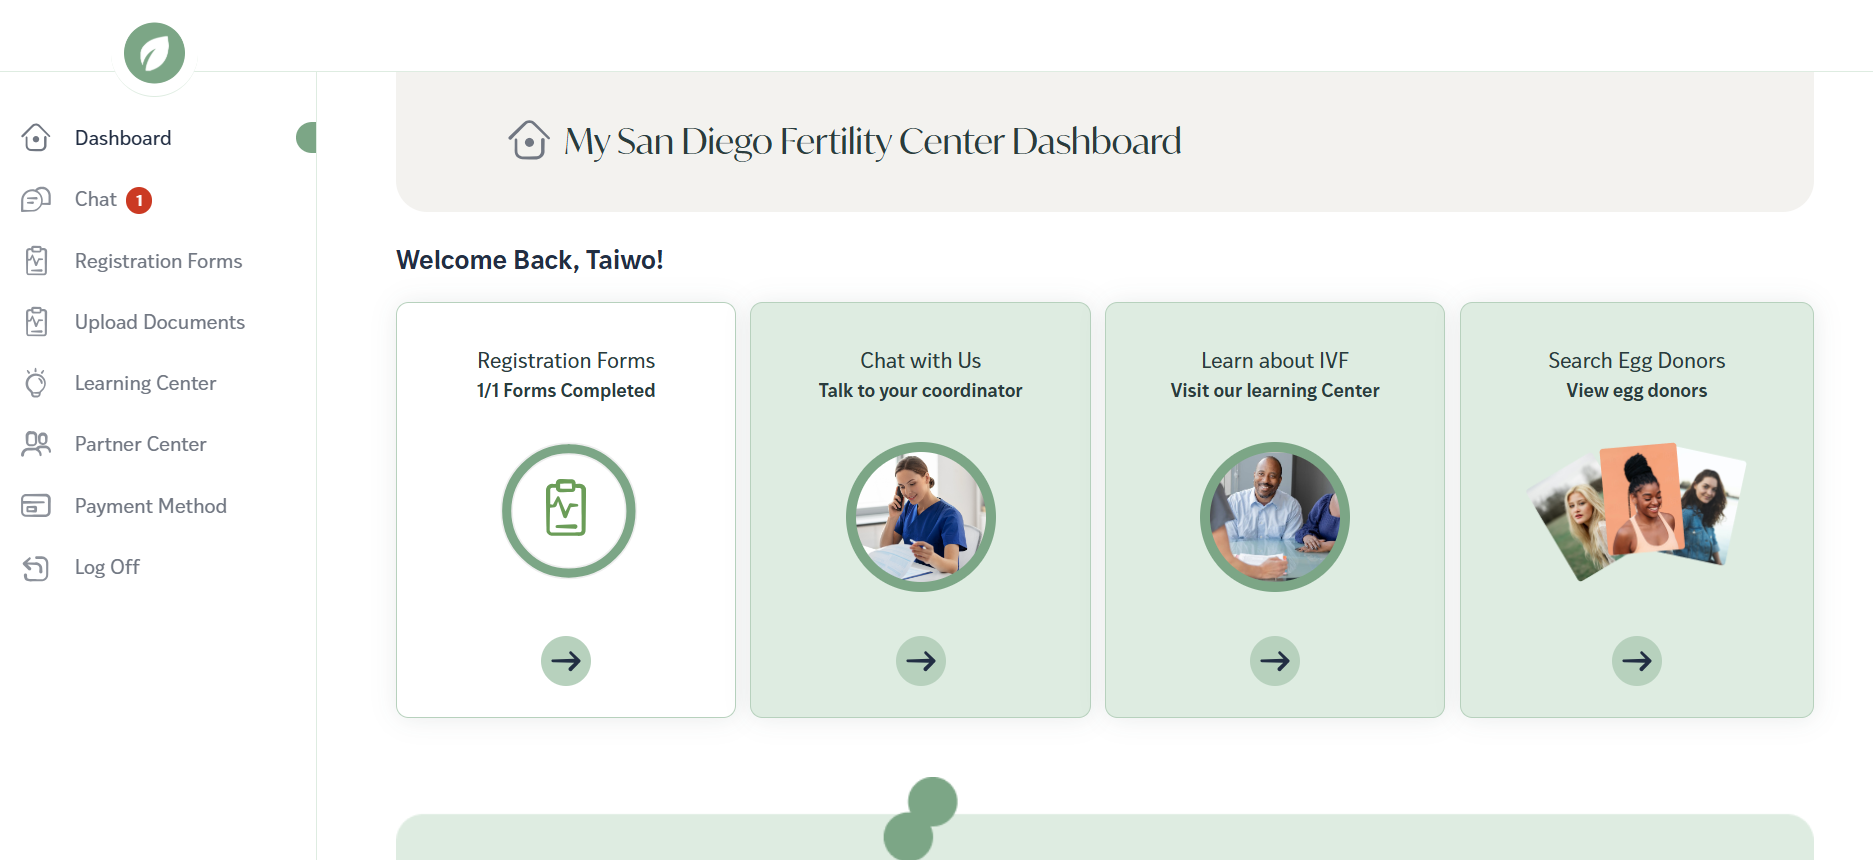 My San Diego Fertility Center Dashboard
Dashboard
Chat 1
Registration Forms
Upload Documents
Learning Center
Partner Center
Payment Method
Log Off
Welcome Back, Taiwo!
Registration Forms
1/1 Forms Completed
Chat with Us
Talk to your coordinator
Learn about IVF
Visit our learning Center
Search Egg Donors
View egg donors